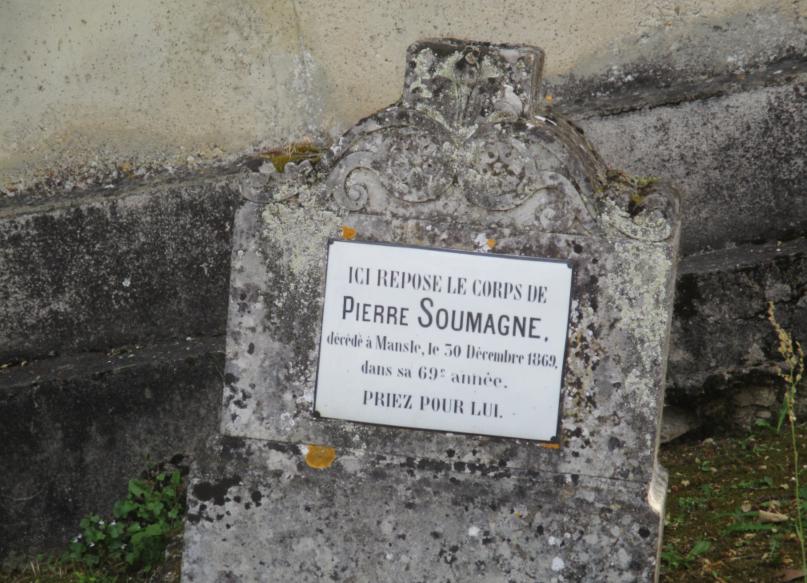 ICI REPOSE LE CORPS DE
PIERRE SOUMAGNE,
décédé à Mansle, le 30 Décembre 1869,
dans sa 69e année.
PRIEZ POUR LUI.